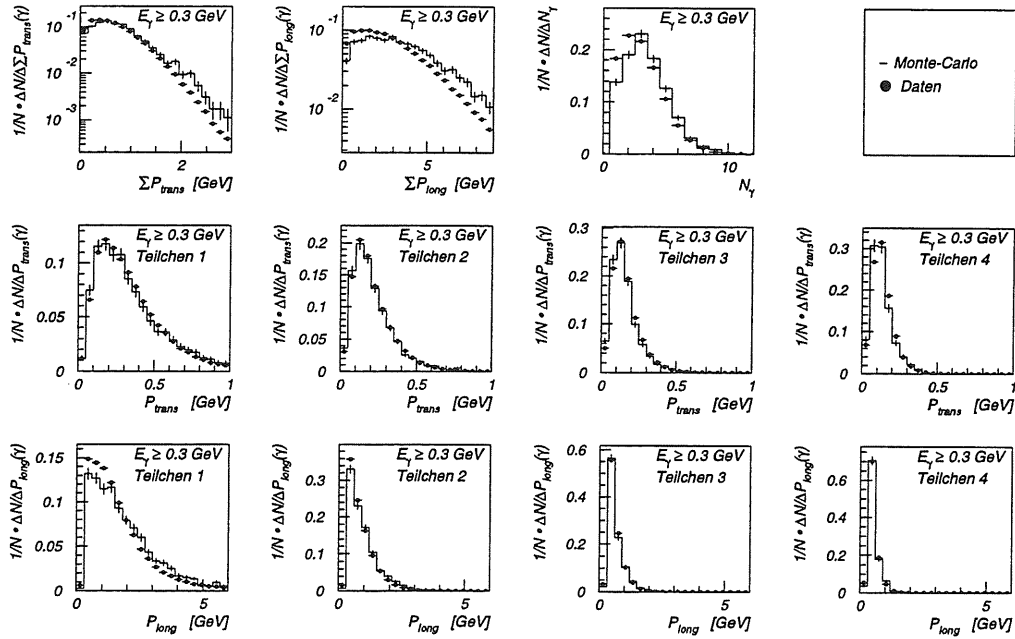 1/N • ΔN/ΔΣP_trans
10⁻¹
10⁻²
10⁻³
E_γ ≥ 0.3 GeV
0
2
ΣP_trans [GeV]
1/N • ΔN/ΔΣP_long
10⁻¹
10⁻²
E_γ ≥ 0.3 GeV
0
5
ΣP_long [GeV]
1/N • ΔN/ΔN_γ
0.2
0.1
0
E_γ ≥ 0.3 GeV
0
10
N_γ
Monte-Carlo
Daten
1/N • ΔN/ΔP_trans(γ)
0.1
0.05
0
E_γ ≥ 0.3 GeV
Teilchen 1
0
0.5
1
P_trans [GeV]
1/N • ΔN/ΔP_trans(γ)
0.2
0.15
0.1
0.05
0
E_γ ≥ 0.3 GeV
Teilchen 2
0
0.5
1
P_trans [GeV]
1/N • ΔN/ΔP_trans(γ)
0.3
0.2
0.1
0
E_γ ≥ 0.3 GeV
Teilchen 3
0
0.5
1
P_trans [GeV]
1/N • ΔN/ΔP_trans(γ)
0.3
0.2
0.1
0
E_γ ≥ 0.3 GeV
Teilchen 4
0
0.5
1
P_trans [GeV]
1/N • ΔN/ΔP_long(γ)
0.15
0.1
0.05
0
E_γ ≥ 0.3 GeV
Teilchen 1
0
5
P_long [GeV]
1/N • ΔN/ΔP_long(γ)
0.3
0.2
0.1
0
E_γ ≥ 0.3 GeV
Teilchen 2
0
5
P_long [GeV]
1/N • ΔN/ΔP_long(γ)
0.6
0.4
0.2
0
E_γ ≥ 0.3 GeV
Teilchen 3
0
5
P_long [GeV]
1/N • ΔN/ΔP_long(γ)
0.6
0.4
0.2
0
E_γ ≥ 0.3 GeV
Teilchen 4
0
5
P_long [GeV]